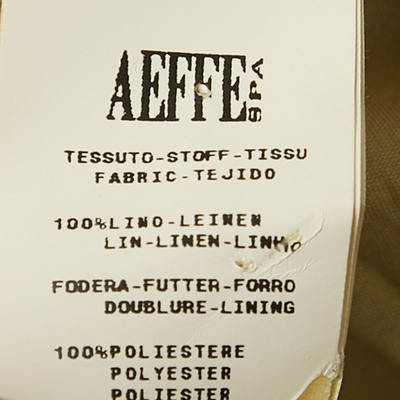 AEFFE SPA
TESSUTO-STOFF-TISSU
FABRIC-TEJIDO
100%LINO-LEINEN
LIN-LINEN-LINHO
FODERA-FUTTER-FORRO
DOUBLURE-LINING
100%POLIESTERE
POLYESTER
POLIESTER